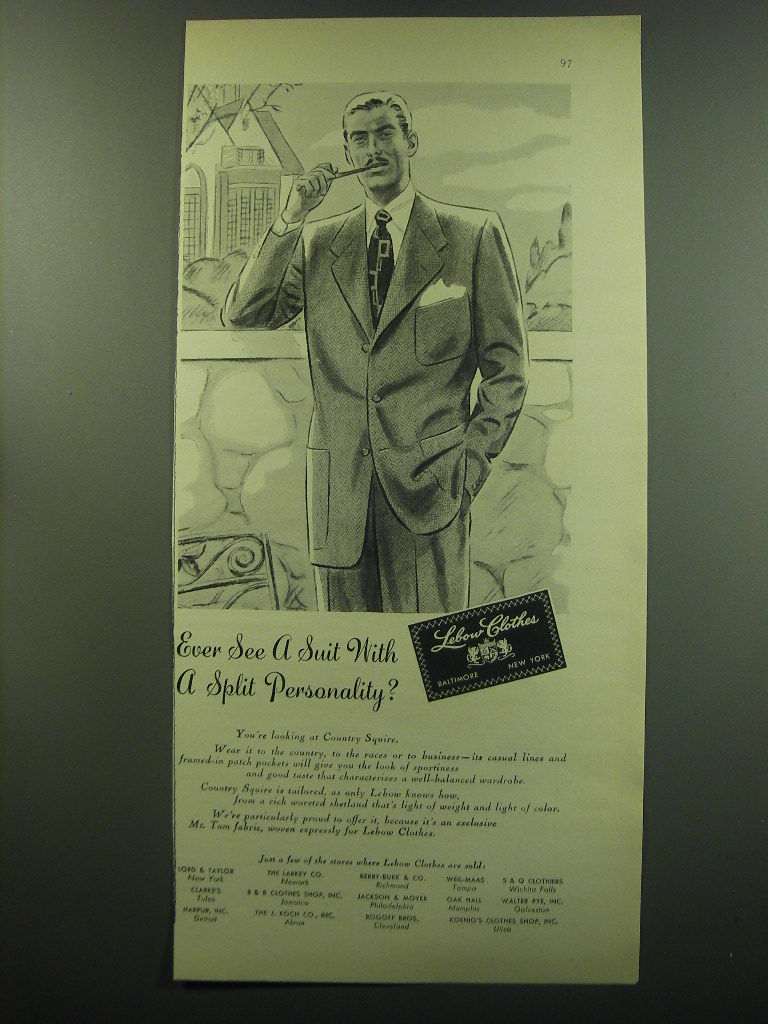 97
Ever See A Suit With
A Split Personality?
Lebow Clothes
BALTIMORE NEW YORK
You're looking at Country Squire.
Wear it to the country, to the races or to business—its casual lines and
framed-in patch pockets will give you the look of sportiness
and good taste that characterizes a well-balanced wardrobe.
Country Squire is tailored, as only Lebow knows how,
from a rich worsted shetland that's light of weight and light of color.
We're particularly proud to offer it, because it's an exclusive
Mt. Tom fabric, woven expressly for Lebow Clothes.
Just a few of the stores where Lebow Clothes are sold:
LORD & TAYLOR THE LARKEY CO. BERRY-BURK & CO. WEIL-MAAS S & Q CLOTHIERS
New York Newark Richmond Tampa Wichita Falls
CLARKE'S B & B CLOTHES SHOP, INC. JACKSON & MOYER OAK HALL WALTER PYE, INC.
Tulsa Jamaica Philadelphia Memphis Galveston
HARPUR, INC. THE J. KOCH CO., INC. ROGOFF BROS. KOENIG'S CLOTHES SHOP, INC.
Detroit Akron Cleveland Utica